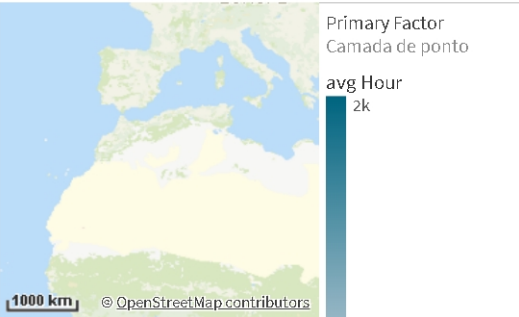 Primary Factor
Camada de ponto
avg Hour
2k
1000 km
© OpenStreetMap contributors